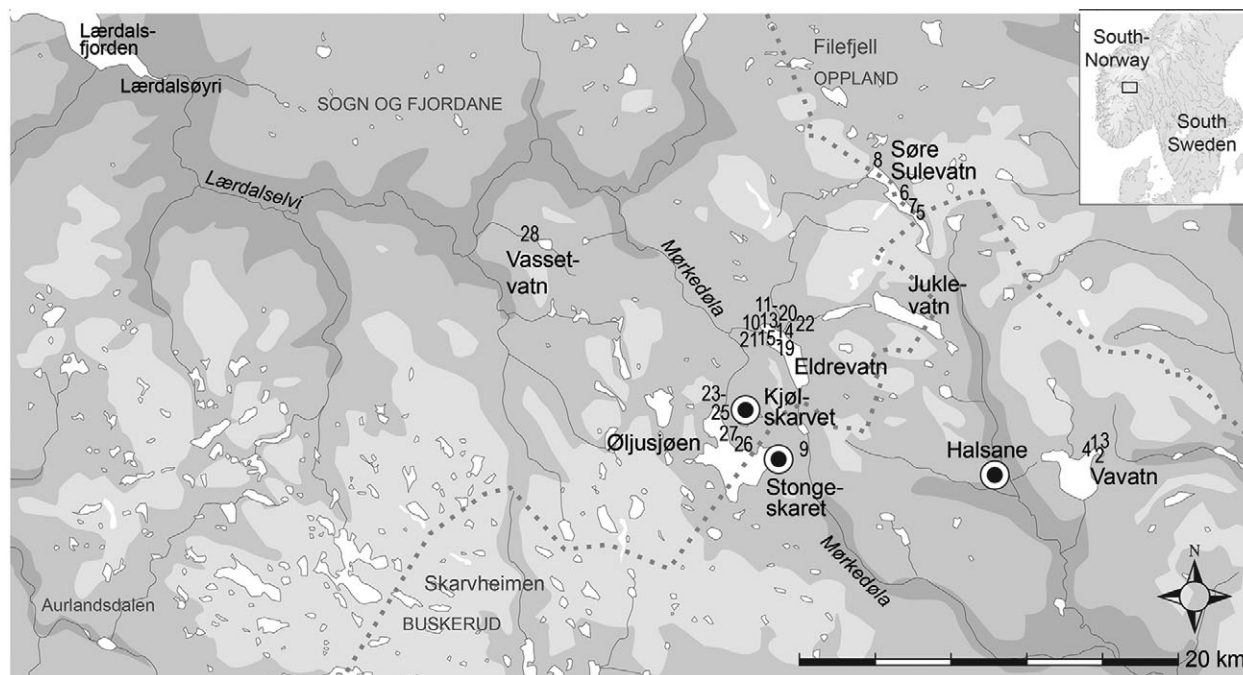 Lærdals-
fjorden
Lærdalsøyri
SOGN OG FJORDANE
Filefjell
OPPLAND
South-
Norway
South
Sweden
Lærdalselvi
8
Søre
Sulevatn
6
7
5
28
Vasset-
vatn
Mørkedøla
Jukle-
vatn
11-
20
10
13
14
22
21
15-
19
Eldrevatn
23-
25
Kjøl-
skarvet
27
26
Øljusjøen
9
Stonge-
skaret
Halsane
4
13
2
Vavatn
Mørkedøla
Skarvheimen
BUSKERUD
Aurlandsdalen
N
20 km